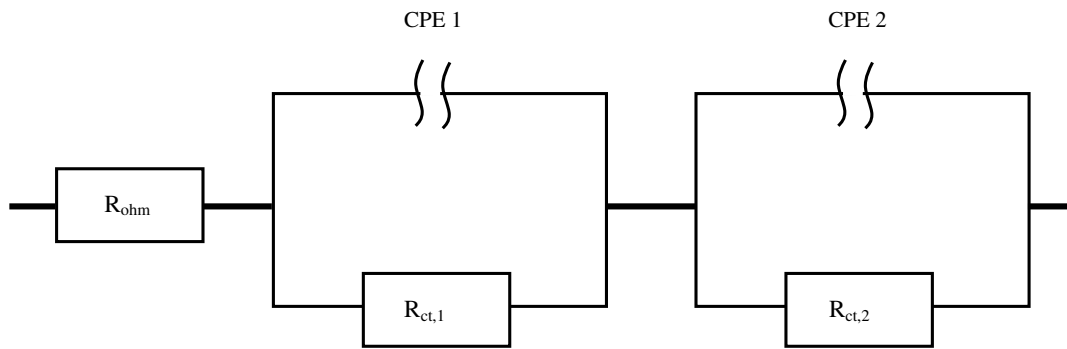 CPE 1
CPE 2
R_ohm
R_ct,1
R_ct,2